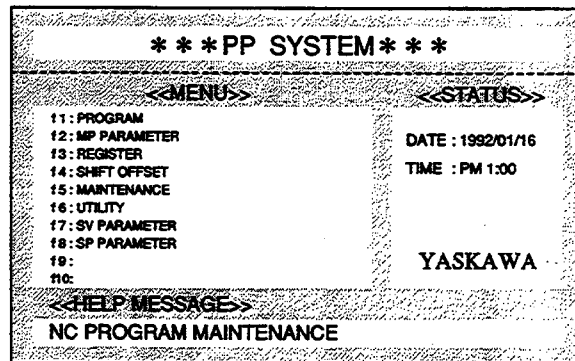 ***PP SYSTEM***
<<MENU>>
f1 : PROGRAM
f2 : MP PARAMETER
f3 : REGISTER
f4 : SHIFT OFFSET
f5 : MAINTENANCE
f6 : UTILITY
f7 : SV PARAMETER
f8 : SP PARAMETER
f9 :
f10:
<<STATUS>>
DATE : 1992/01/16
TIME : PM 1:00
YASKAWA
<<HELP MESSAGE>>
NC PROGRAM MAINTENANCE